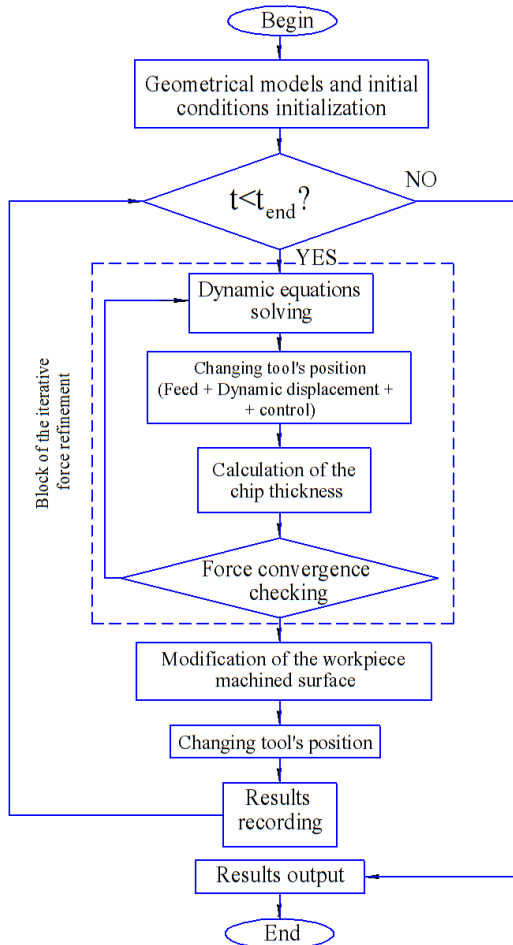 Begin
Geometrical models and initial
conditions initialization
t<t_end?
NO
YES
Dynamic equations
solving
Changing tool's position
(Feed + Dynamic displacement +
+ control)
Calculation of the
chip thickness
Force convergence
checking
Block of the iterative
force refinement
Modification of the workpiece
machined surface
Changing tool's position
Results
recording
Results output
End